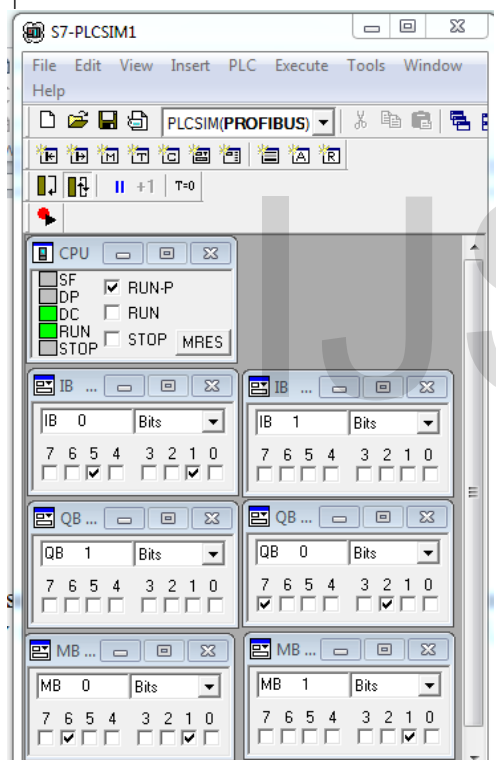 S7-PLCSIM1
File Edit View Insert PLC Execute Tools Window
Help
PLCSIM(PROFIBUS)
+1 T=0
CPU
SF
DP
DC
RUN
STOP
RUN-P
RUN
STOP MRES
IB ...
IB 0 Bits
7 6 5 4 3 2 1 0
IB ...
IB 1 Bits
7 6 5 4 3 2 1 0
QB ...
QB 1 Bits
7 6 5 4 3 2 1 0
QB ...
QB 0 Bits
7 6 5 4 3 2 1 0
MB ...
MB 0 Bits
7 6 5 4 3 2 1 0
MB ...
MB 1 Bits
7 6 5 4 3 2 1 0